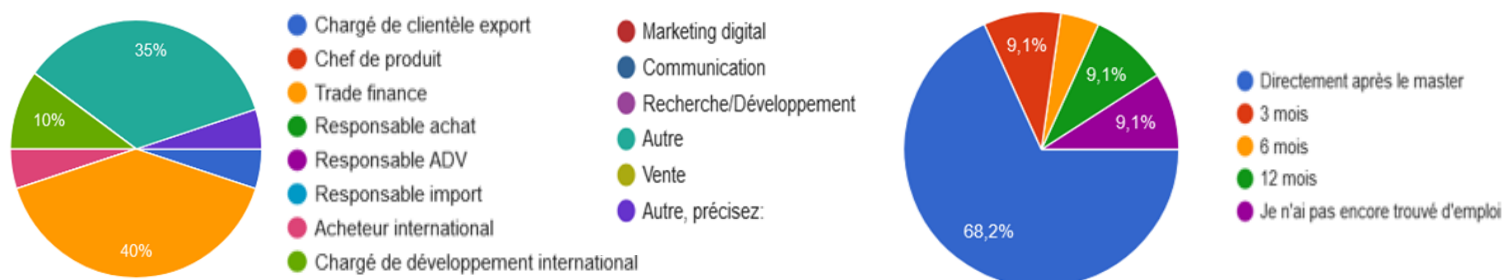 35%
10%
40%
Chargé de clientèle export
Chef de produit
Trade finance
Responsable achat
Responsable ADV
Responsable import
Acheteur international
Chargé de développement international
Marketing digital
Communication
Recherche/Développement
Autre
Vente
Autre, précisez:
9,1%
9,1%
9,1%
68,2%
Directement après le master
3 mois
6 mois
12 mois
Je n'ai pas encore trouvé d'emploi